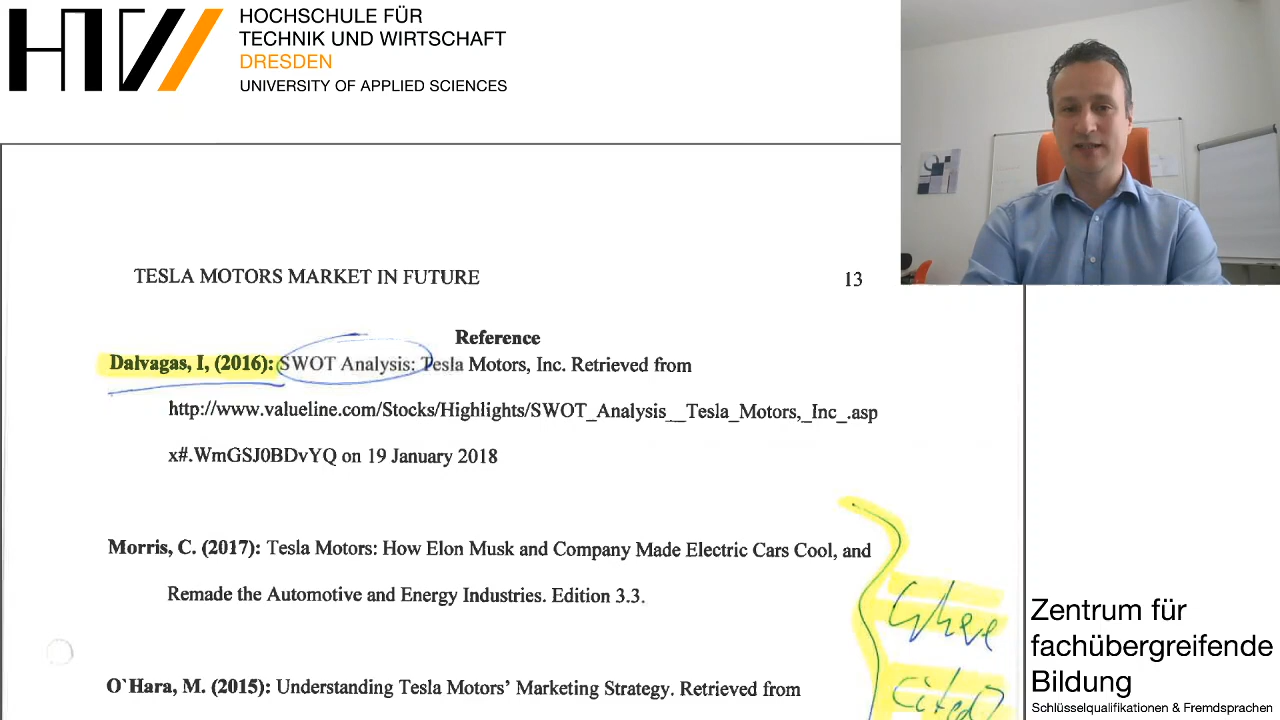 HTW
HOCHSCHULE FÜR
TECHNIK UND WIRTSCHAFT
DRESDEN
UNIVERSITY OF APPLIED SCIENCES
TESLA MOTORS MARKET IN FUTURE 13
Reference
Dalvagas, I, (2016): SWOT Analysis: Tesla Motors, Inc. Retrieved from
http://www.valueline.com/Stocks/Highlights/SWOT_Analysis__Tesla_Motors,_Inc_.asp
x#.WmGSJ0BDvYQ on 19 January 2018
Morris, C. (2017): Tesla Motors: How Elon Musk and Company Made Electric Cars Cool, and
Remade the Automotive and Energy Industries. Edition 3.3.
Where
cited?
O`Hara, M. (2015): Understanding Tesla Motors’ Marketing Strategy. Retrieved from
Zentrum für
fachübergreifende
Bildung
Schlüsselqualifikationen & Fremdsprachen